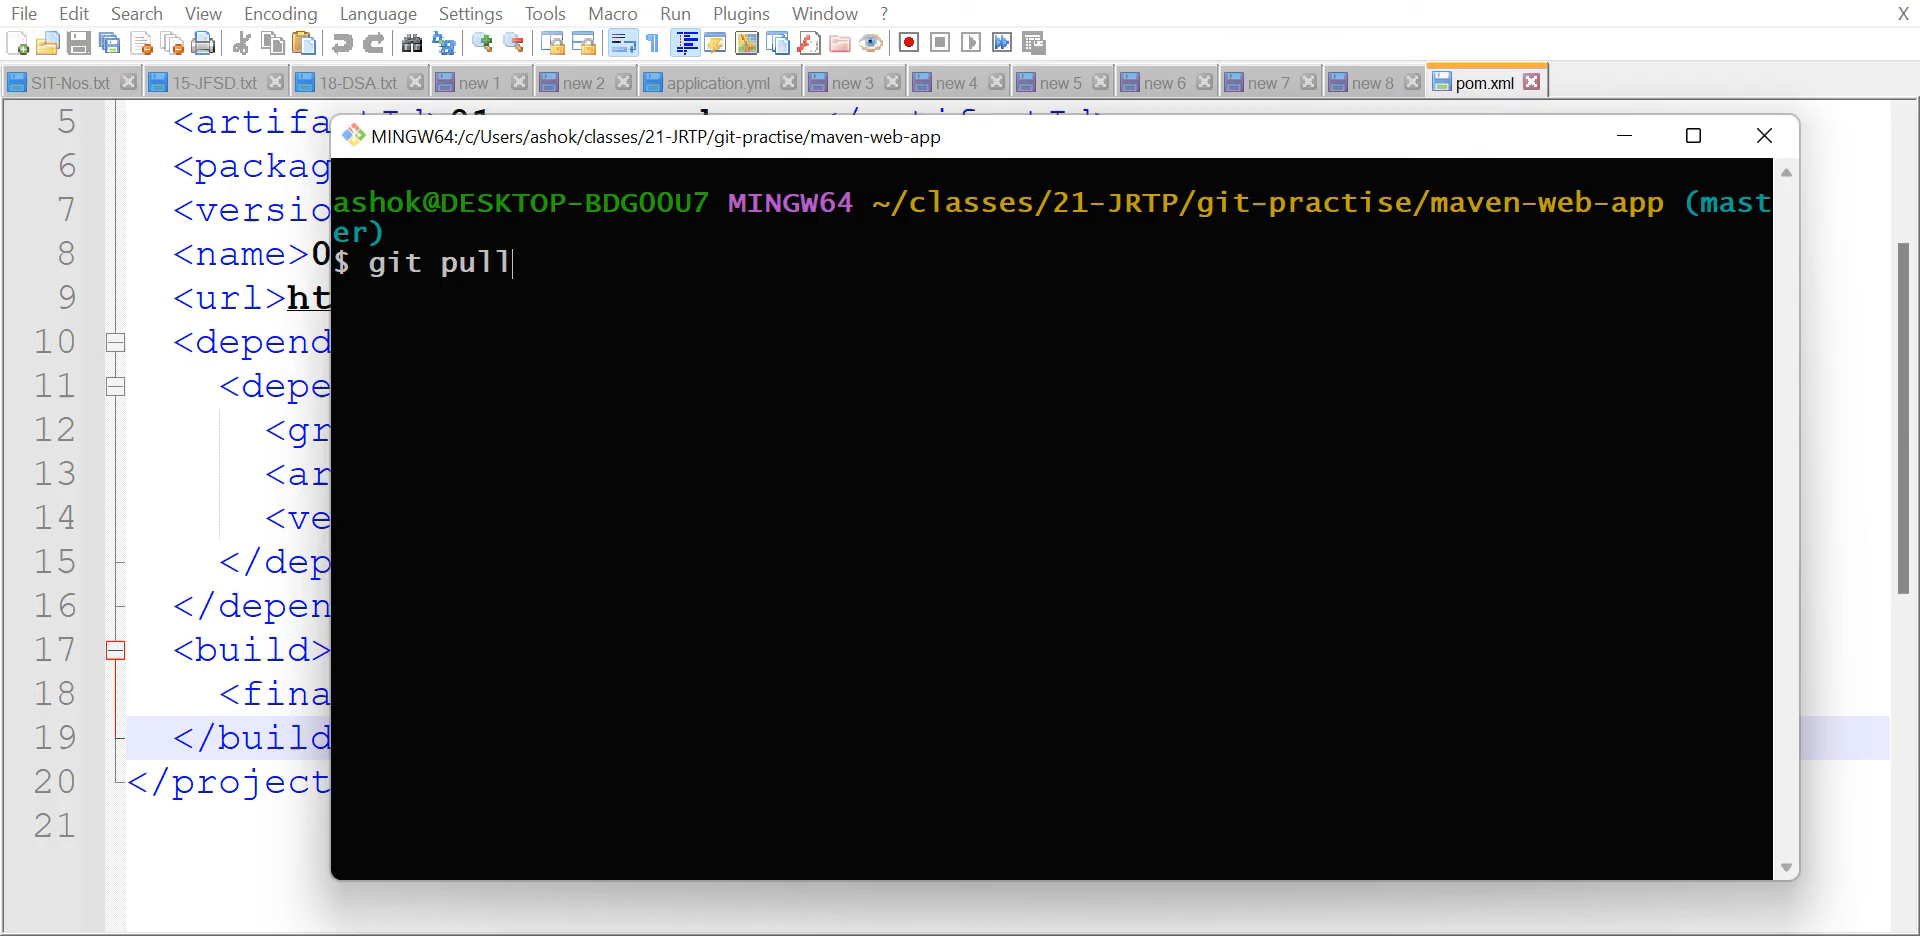 File Edit Search View Encoding Language Settings Tools Macro Run Plugins Window ? X
SIT-Nos.txt 15-JFSD.txt 18-DSA.txt new 1 new 2 application.yml new 3 new 4 new 5 new 6 new 7 new 8 pom.xml
5 <artifa
6 <packag
7 <versio
8 <name>0
9 <url>ht
10 <depend
11 <depe
12 <gr
13 <ar
14 <ve
15 </dep
16 </depen
17 <build>
18 <fina
19 </build
20 </project
21
MINGW64:/c/Users/ashok/classes/21-JRTP/git-practise/maven-web-app
ashok@DESKTOP-BDG00U7 MINGW64 ~/classes/21-JRTP/git-practise/maven-web-app (mast
er)
$ git pull